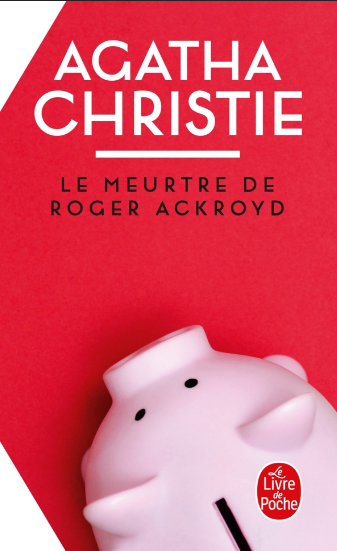 AGATHA
CHRISTIE
LE MEURTRE DE
ROGER ACKROYD
Le
Livre
de
Poche